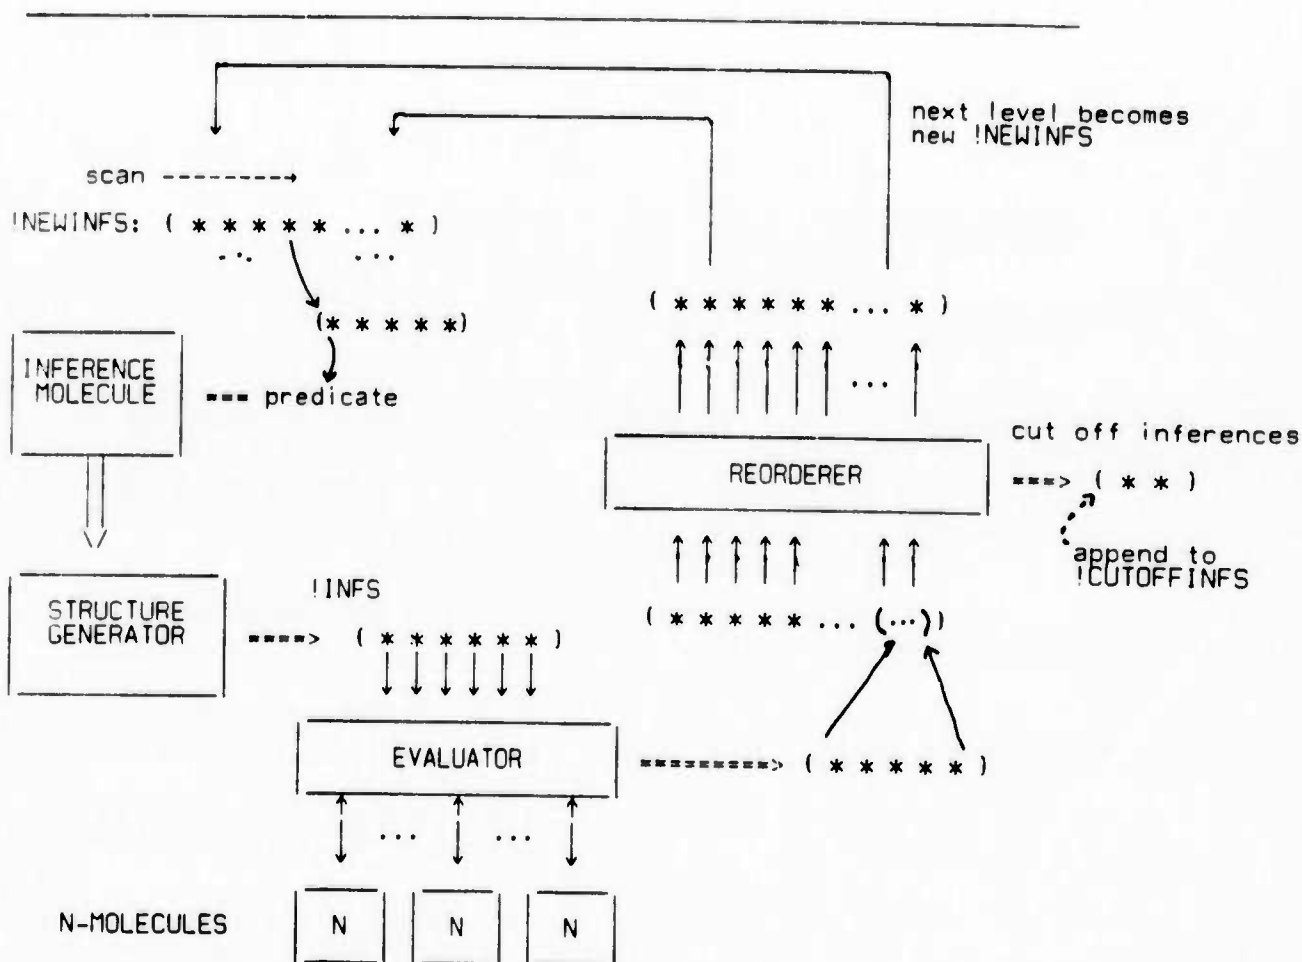 next level becomes
new !NEWINFS
scan --------→
!NEWINFS: ( * * * * * ... * )
... ...
( * * * * * * ... * )
(* * * * *)
INFERENCE
MOLECULE
=== predicate
...
cut off inferences
REORDERER
===> ( * * )
append to
!CUTOFFINFS
!INFS
STRUCTURE
GENERATOR
====> ( * * * * * * )
( * * * * * ... (...))
EVALUATOR
=========> ( * * * * * )
... ...
N-MOLECULES
N N N